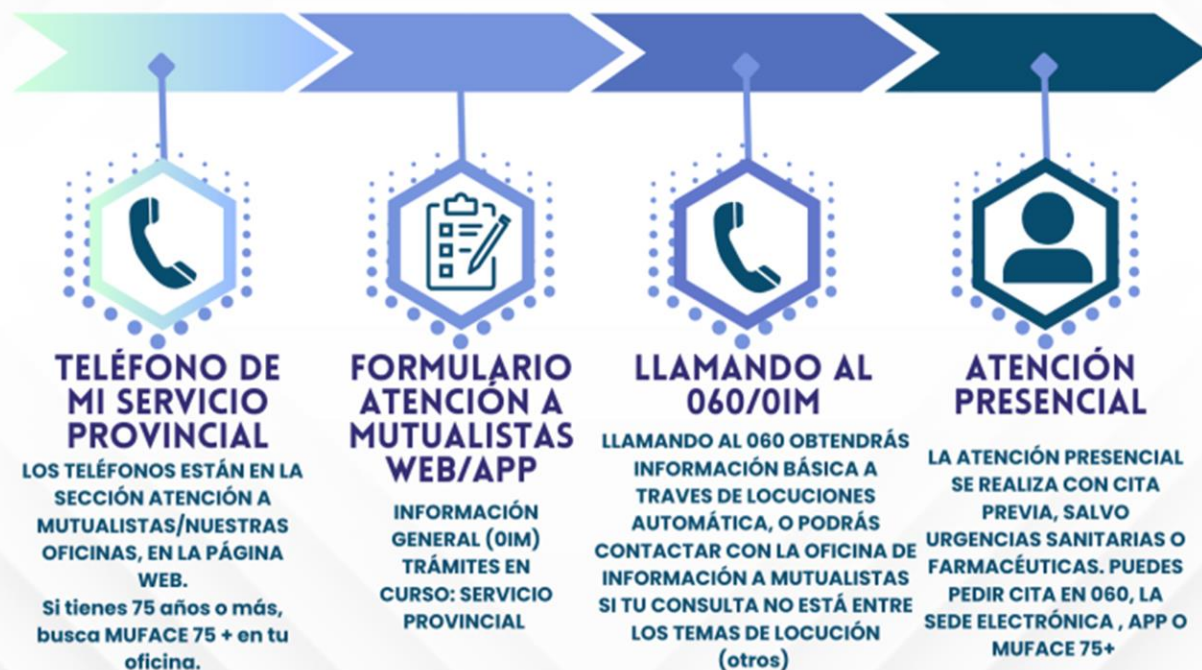 TELÉFONO DE
MI SERVICIO
PROVINCIAL
LOS TELÉFONOS ESTÁN EN LA
SECCIÓN ATENCIÓN A
MUTUALISTAS/NUESTRAS
OFICINAS, EN LA PÁGINA
WEB.
Si tienes 75 años o más,
busca MUFACE 75 + en tu
oficina.
FORMULARIO
ATENCIÓN A
MUTUALISTAS
WEB/APP
INFORMACIÓN
GENERAL (0IM)
TRÁMITES EN
CURSO: SERVICIO
PROVINCIAL
LLAMANDO AL
060/0IM
LLAMANDO AL 060 OBTENDRÁS
INFORMACIÓN BÁSICA A
TRAVES DE LOCUCIONES
AUTOMÁTICA, O PODRÁS
CONTACTAR CON LA OFICINA DE
INFORMACIÓN A MUTUALISTAS
SI TU CONSULTA NO ESTÁ ENTRE
LOS TEMAS DE LOCUCIÓN
(otros)
ATENCIÓN
PRESENCIAL
LA ATENCIÓN PRESENCIAL
SE REALIZA CON CITA
PREVIA, SALVO
URGENCIAS SANITARIAS O
FARMACÉUTICAS. PUEDES
PEDIR CITA EN 060, LA
SEDE ELECTRÓNICA , APP O
MUFACE 75+